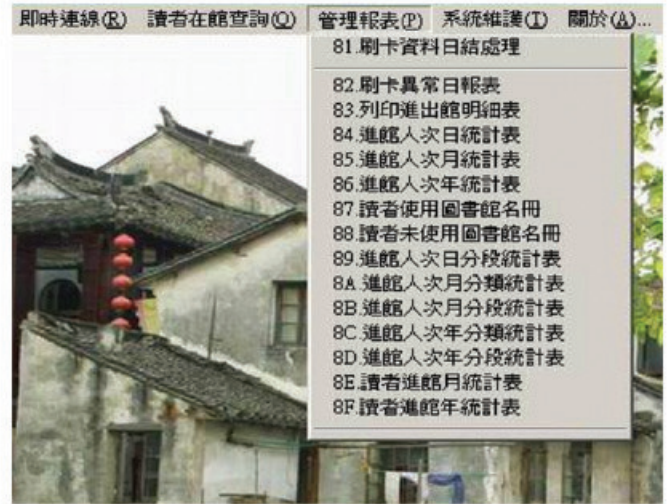 即時連線(R) 讀者在館查詢(Q) 管理報表(P) 系統維護(T) 關於(A)...
81.刷卡資料日結處理
82.刷卡異常日報表
83.列印進出館明細表
84.進館人次日統計表
85.進館人次月統計表
86.進館人次年統計表
87.讀者使用圖書館名冊
88.讀者未使用圖書館名冊
89.進館人次日分段統計表
8A.進館人次月分類統計表
8B.進館人次月分段統計表
8C.進館人次年分類統計表
8D.進館人次年分段統計表
8E.讀者進館月統計表
8F.讀者進館年統計表